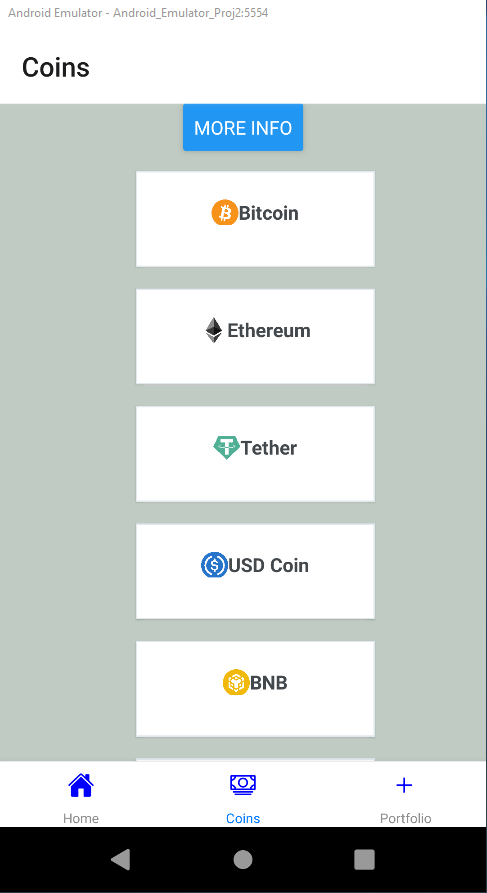 Android Emulator - Android_Emulator_Proj2:5554
Coins
MORE INFO
Bitcoin
Ethereum
Tether
USD Coin
BNB
Home
Coins
Portfolio